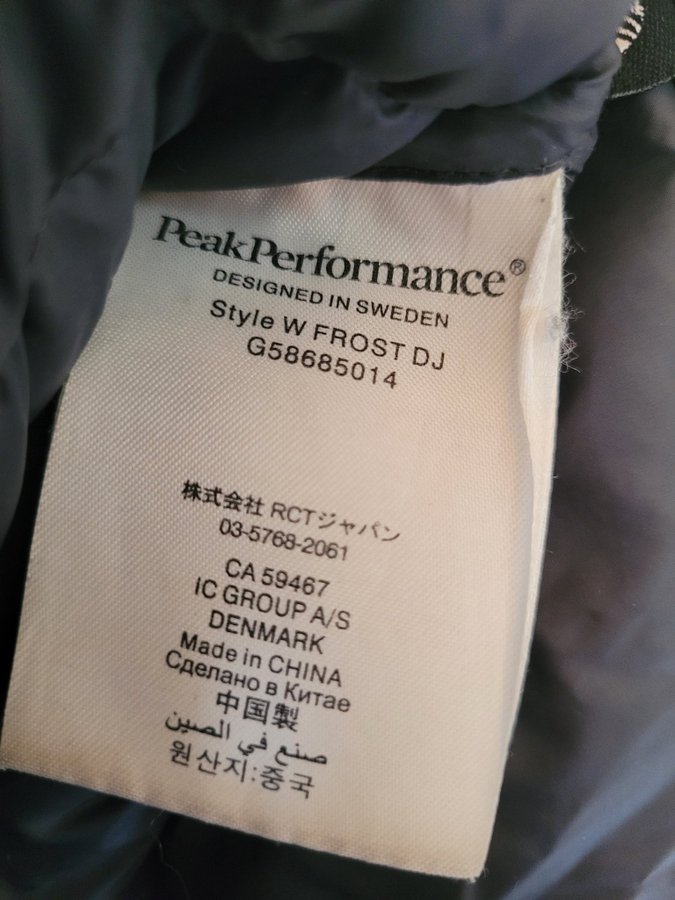 PeakPerformance®
DESIGNED IN SWEDEN
Style W FROST DJ
G58685014
株式会社 RCTジャパン
03-5768-2061
CA 59467
IC GROUP A/S
DENMARK
Made in CHINA
Сделано в Китае
中国製
صنع في الصين
원산지:중국